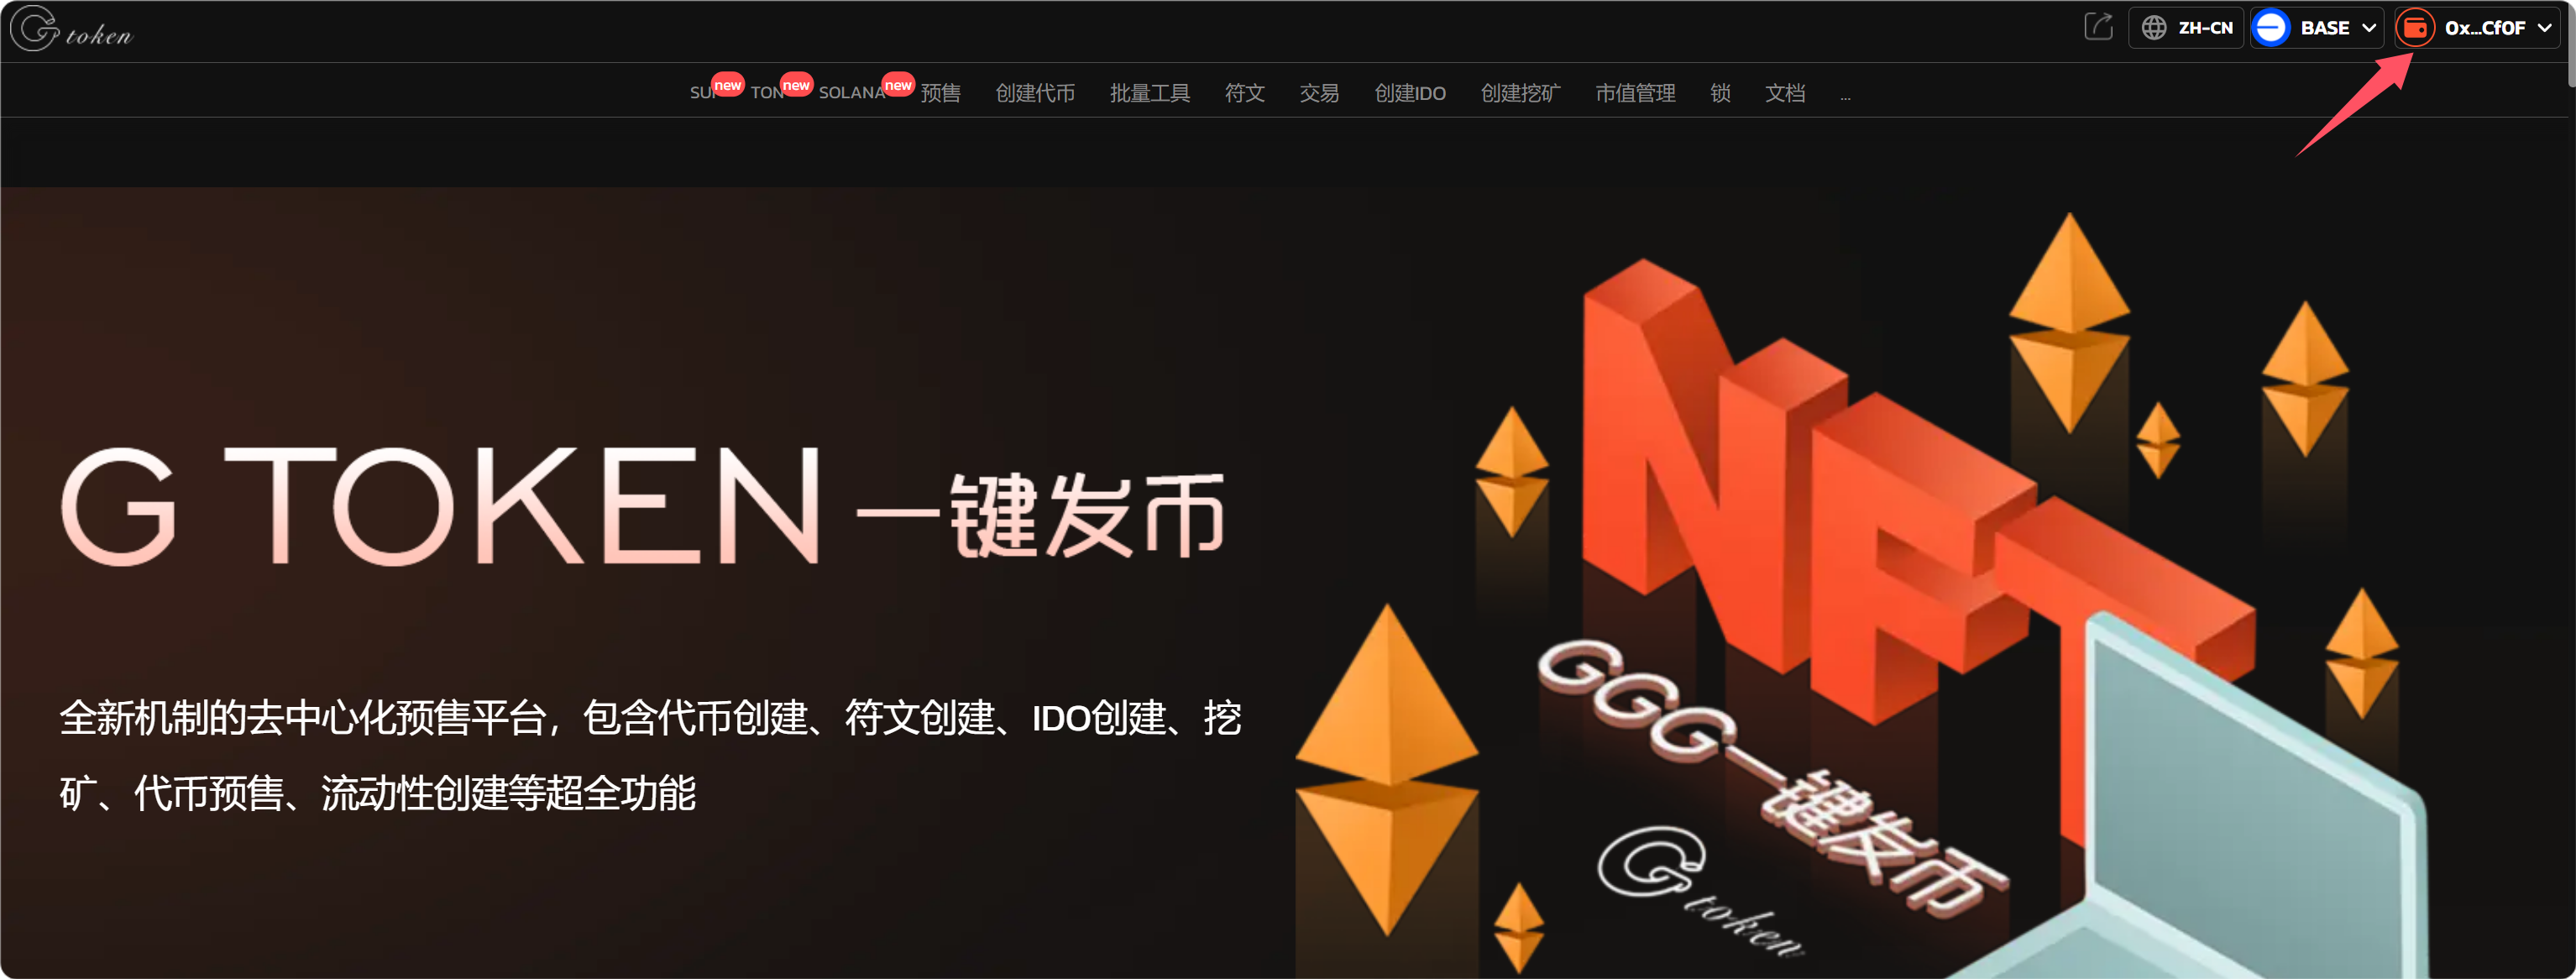 G token
ZH-CN
BASE
0x...Cf0F
SUI new TON new SOLANA new 预售 创建代币 批量工具 符文 交易 创建IDO 创建挖矿 市值管理 锁 文档 ...
G TOKEN 一键发币
全新机制的去中心化预售平台，包含代币创建、符文创建、IDO创建、挖
矿、代币预售、流动性创建等超全功能
NFT
GGG一键发币
G token